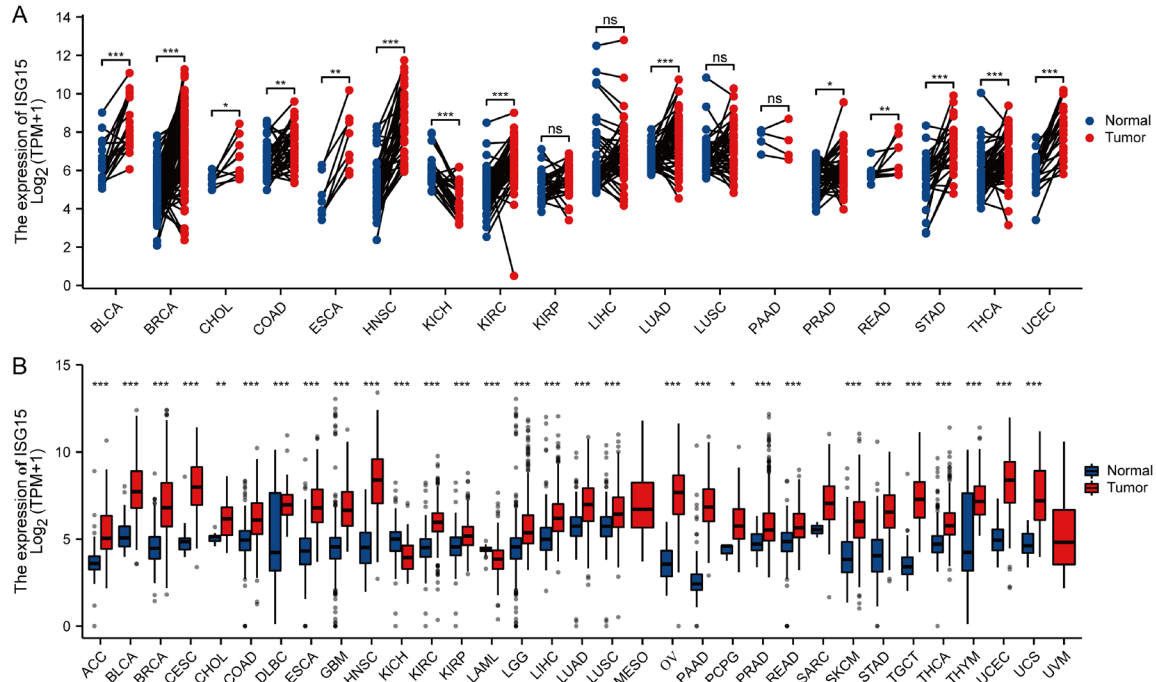 A
The expression of ISG15
Log2 (TPM+1)
14
12
10
8
6
4
2
0
*** *** * ** ** *** *** *** ns ns *** ns ns * ** *** *** ***
Normal
Tumor
BLCA BRCA CHOL COAD ESCA HNSC KICH KIRC KIRP LIHC LUAD LUSC PAAD PRAD READ STAD THCA UCEC
B
The expression of ISG15
Log2 (TPM+1)
15
10
5
0
*** *** *** *** ** *** *** *** *** *** *** *** *** *** *** *** *** *** *** *** * *** *** *** *** *** *** *** *** ***
Normal
Tumor
ACC BLCA BRCA CESC CHOL COAD DLBC ESCA GBM HNSC KICH KIRC KIRP LAML LGG LIHC LUAD LUSC MESO OV PAAD PCPG PRAD READ SARC SKCM STAD TGCT THCA THYM UCEC UCS UVM